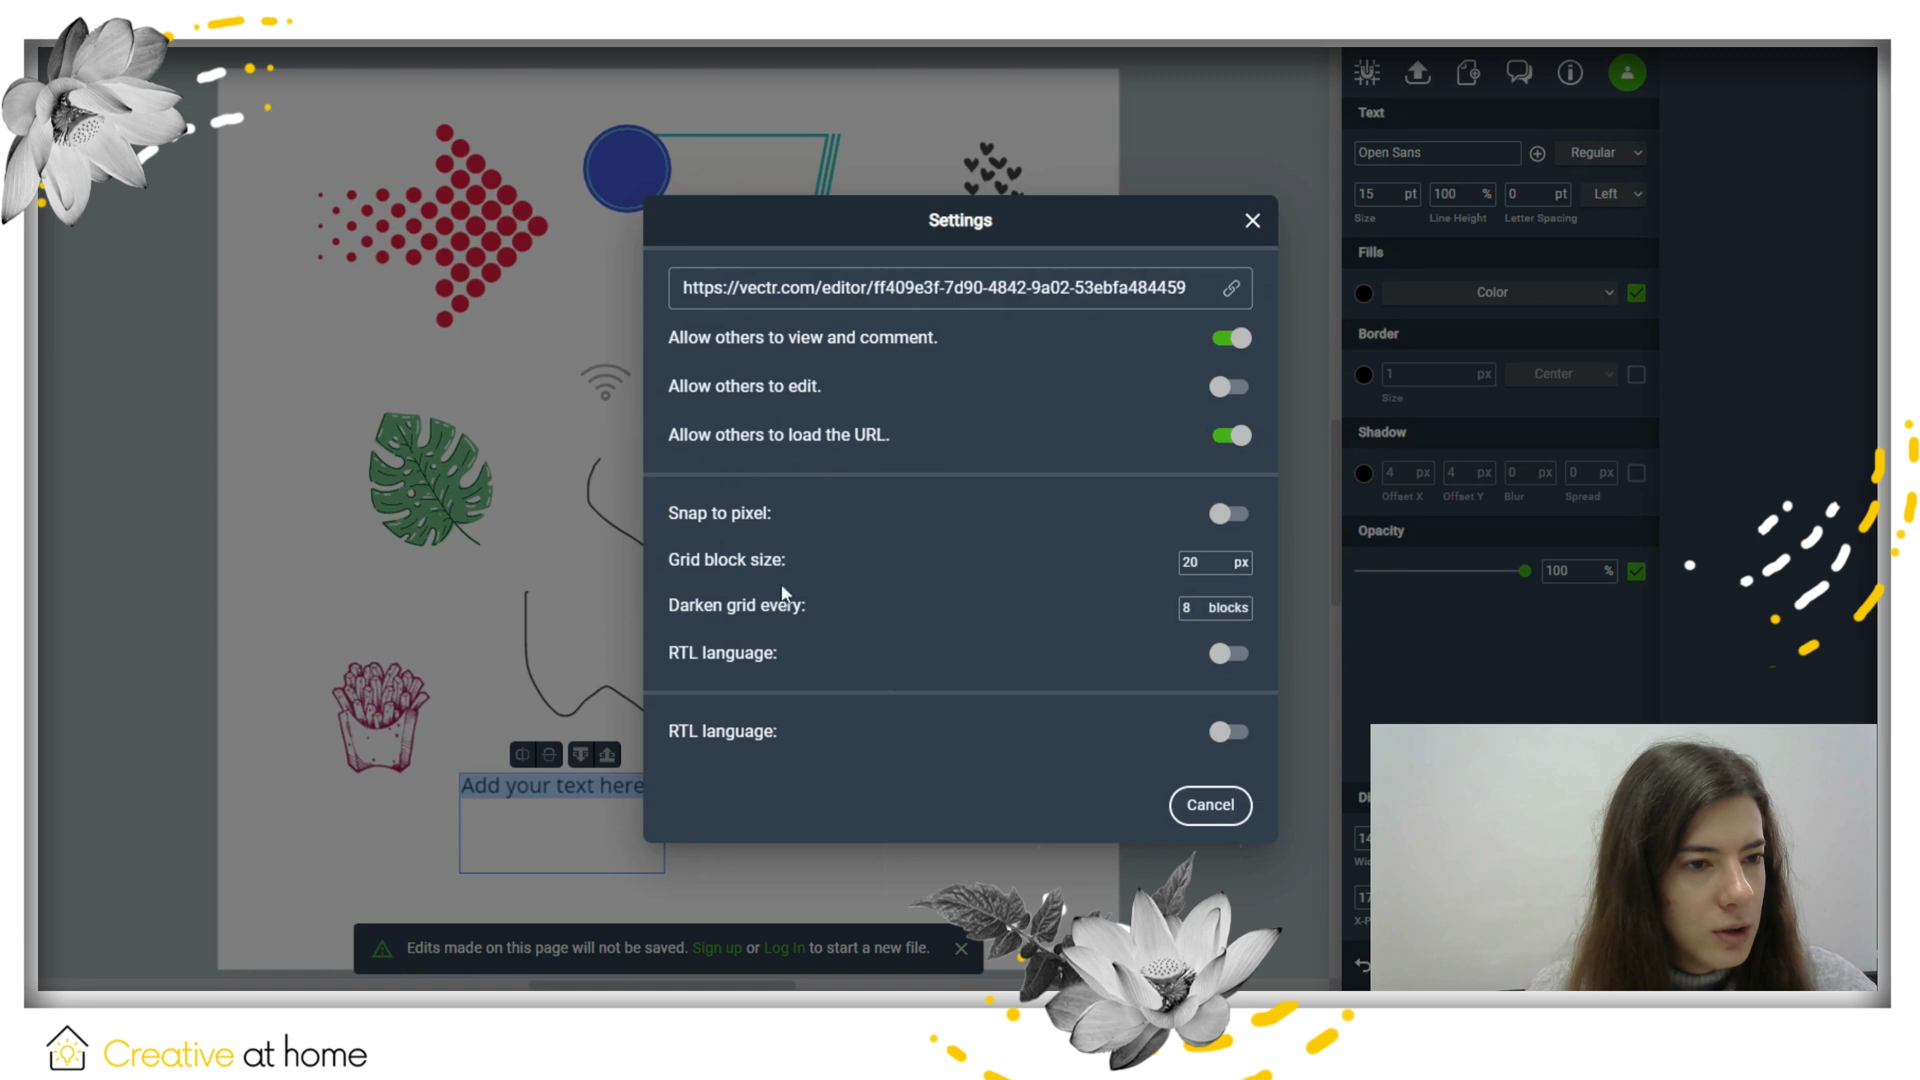 Settings
https://vectr.com/editor/ff409e3f-7d90-4842-9a02-53ebfa484459
Allow others to view and comment.
Allow others to edit.
Allow others to load the URL.
Snap to pixel:
Grid block size:
20 px
Darken grid every:
8 blocks
RTL language:
RTL language:
Cancel
Add your text here
Edits made on this page will not be saved. Sign up or Log In to start a new file.
Text
Open Sans
Regular
15 pt
100 %
0 pt
Left
Size
Line Height
Letter Spacing
Fills
Color
Border
1 px
Center
Size
Shadow
4 px
4 px
0 px
0 px
Offset X
Offset Y
Blur
Spread
Opacity
100 %
Creative at home